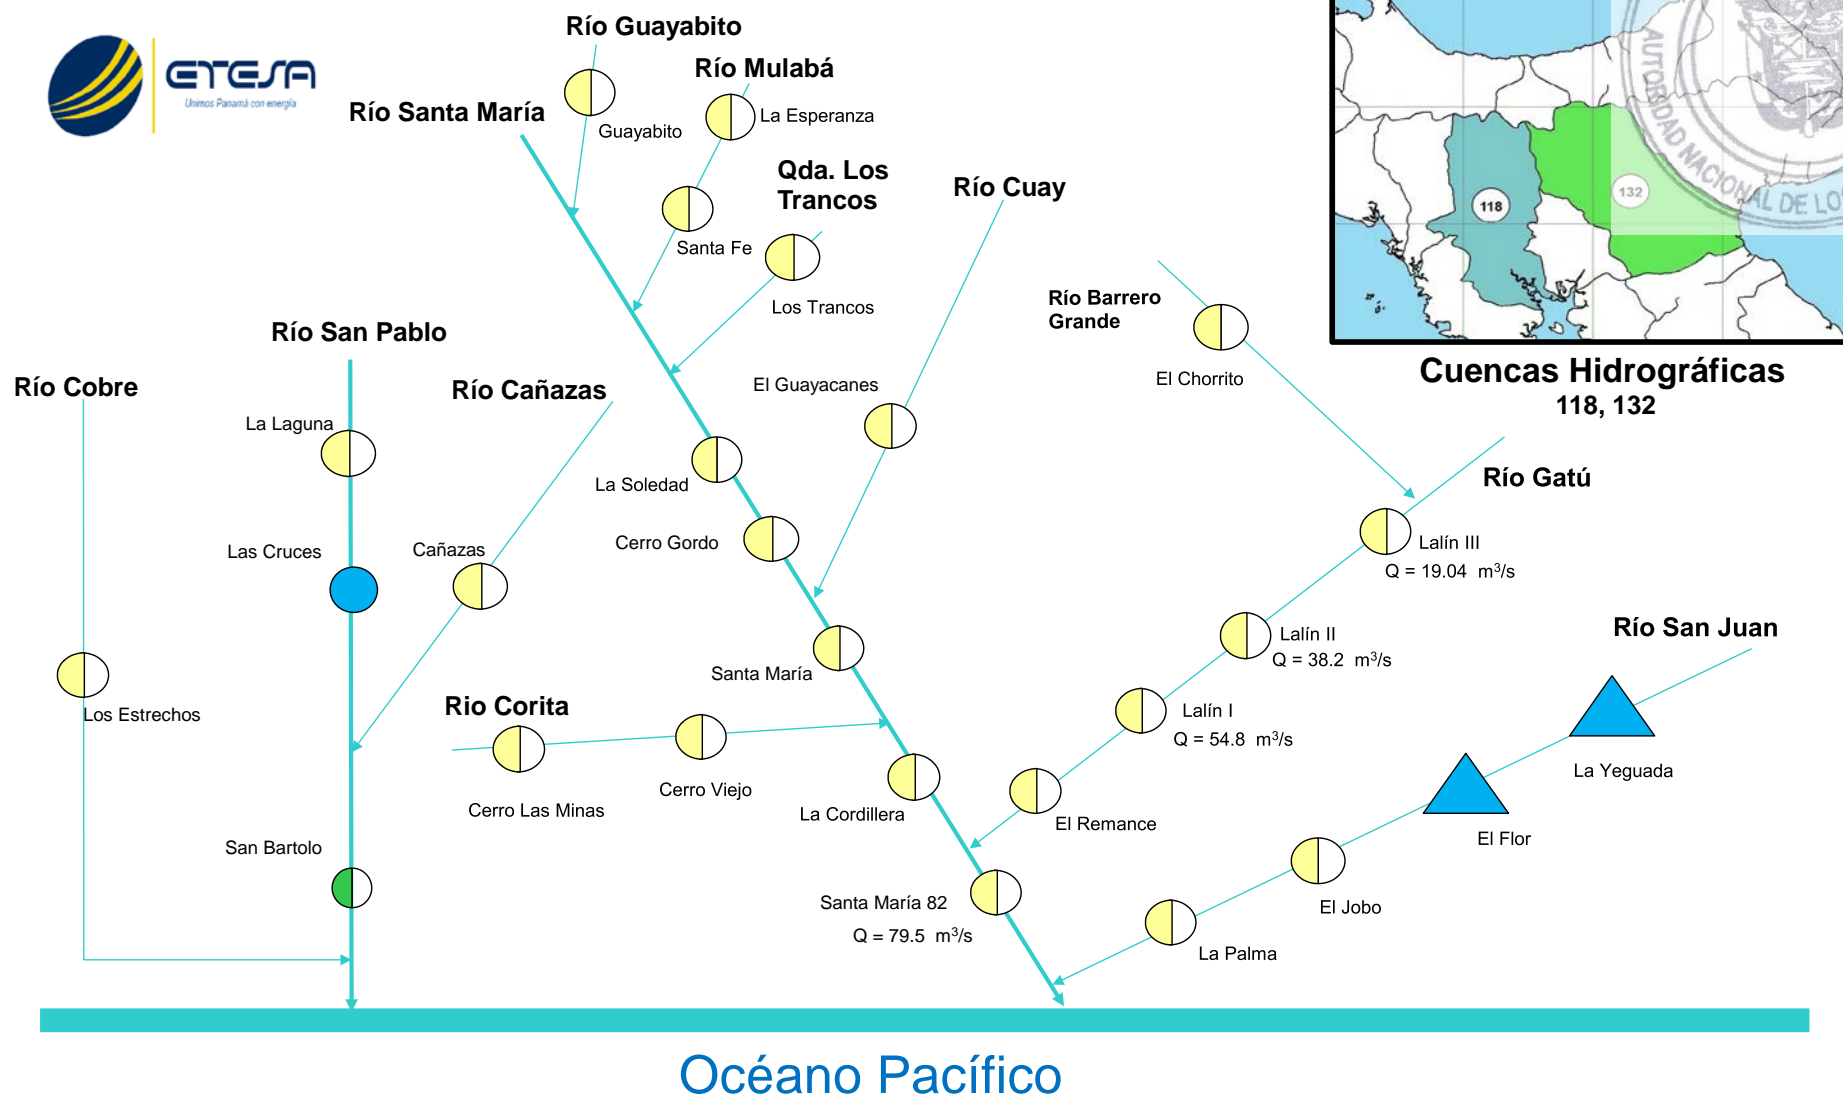 ETESA
Unimos Panamá con energía
Río Guayabito
Río Mulabá
Río Santa María
La Esperanza
Guayabito
Qda. Los
Trancos
Río Cuay
Santa Fe
Los Trancos
Río Barrero
Grande
El Chorrito
AUTORIDAD NACIONAL DE LO
118
132
Cuencas Hidrográficas
118, 132
Río San Pablo
Río Cobre
Río Cañazas
El Guayacanes
La Laguna
La Soledad
Río Gatú
Las Cruces
Cañazas
Cerro Gordo
Lalín III
Q = 19.04 m³/s
Lalín II
Q = 38.2 m³/s
Río San Juan
Santa María
Los Estrechos
Rio Corita
Lalín I
Q = 54.8 m³/s
La Yeguada
Cerro Las Minas
Cerro Viejo
La Cordillera
El Remance
El Flor
San Bartolo
Santa María 82
Q = 79.5 m³/s
El Jobo
La Palma
Océano Pacífico